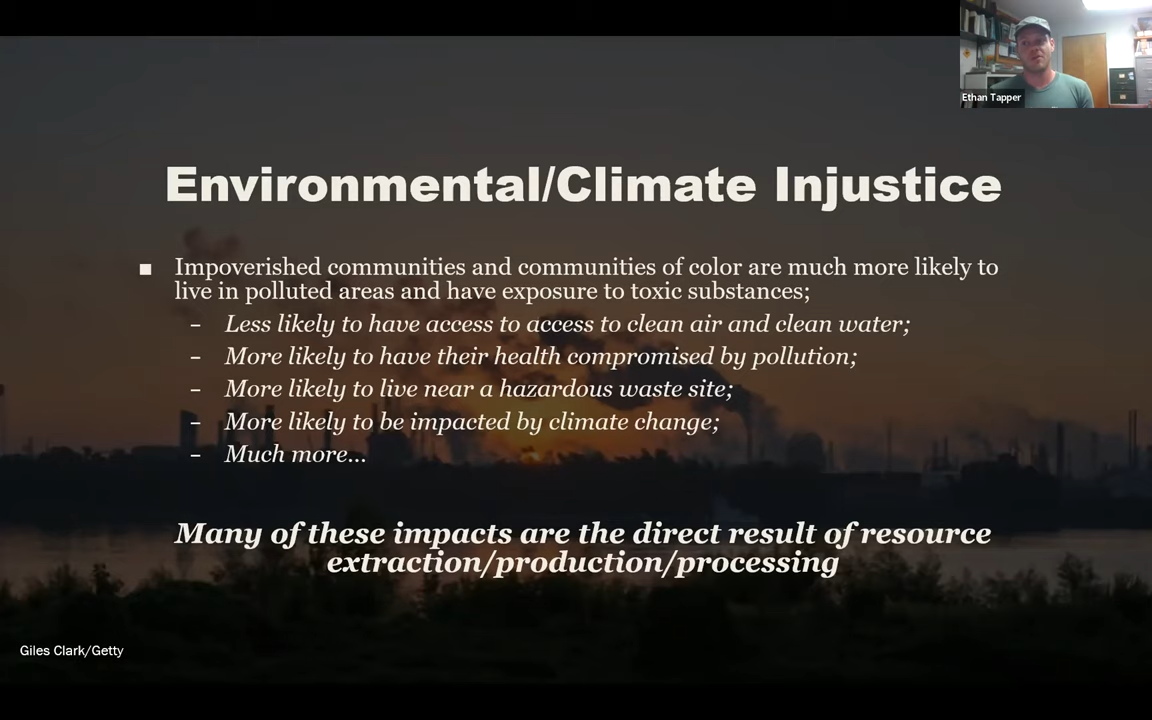 Ethan Tapper
Environmental/Climate Injustice
■ Impoverished communities and communities of color are much more likely to
live in polluted areas and have exposure to toxic substances;
– Less likely to have access to access to clean air and clean water;
– More likely to have their health compromised by pollution;
– More likely to live near a hazardous waste site;
– More likely to be impacted by climate change;
– Much more...
Many of these impacts are the direct result of resource
extraction/production/processing
Giles Clark/Getty